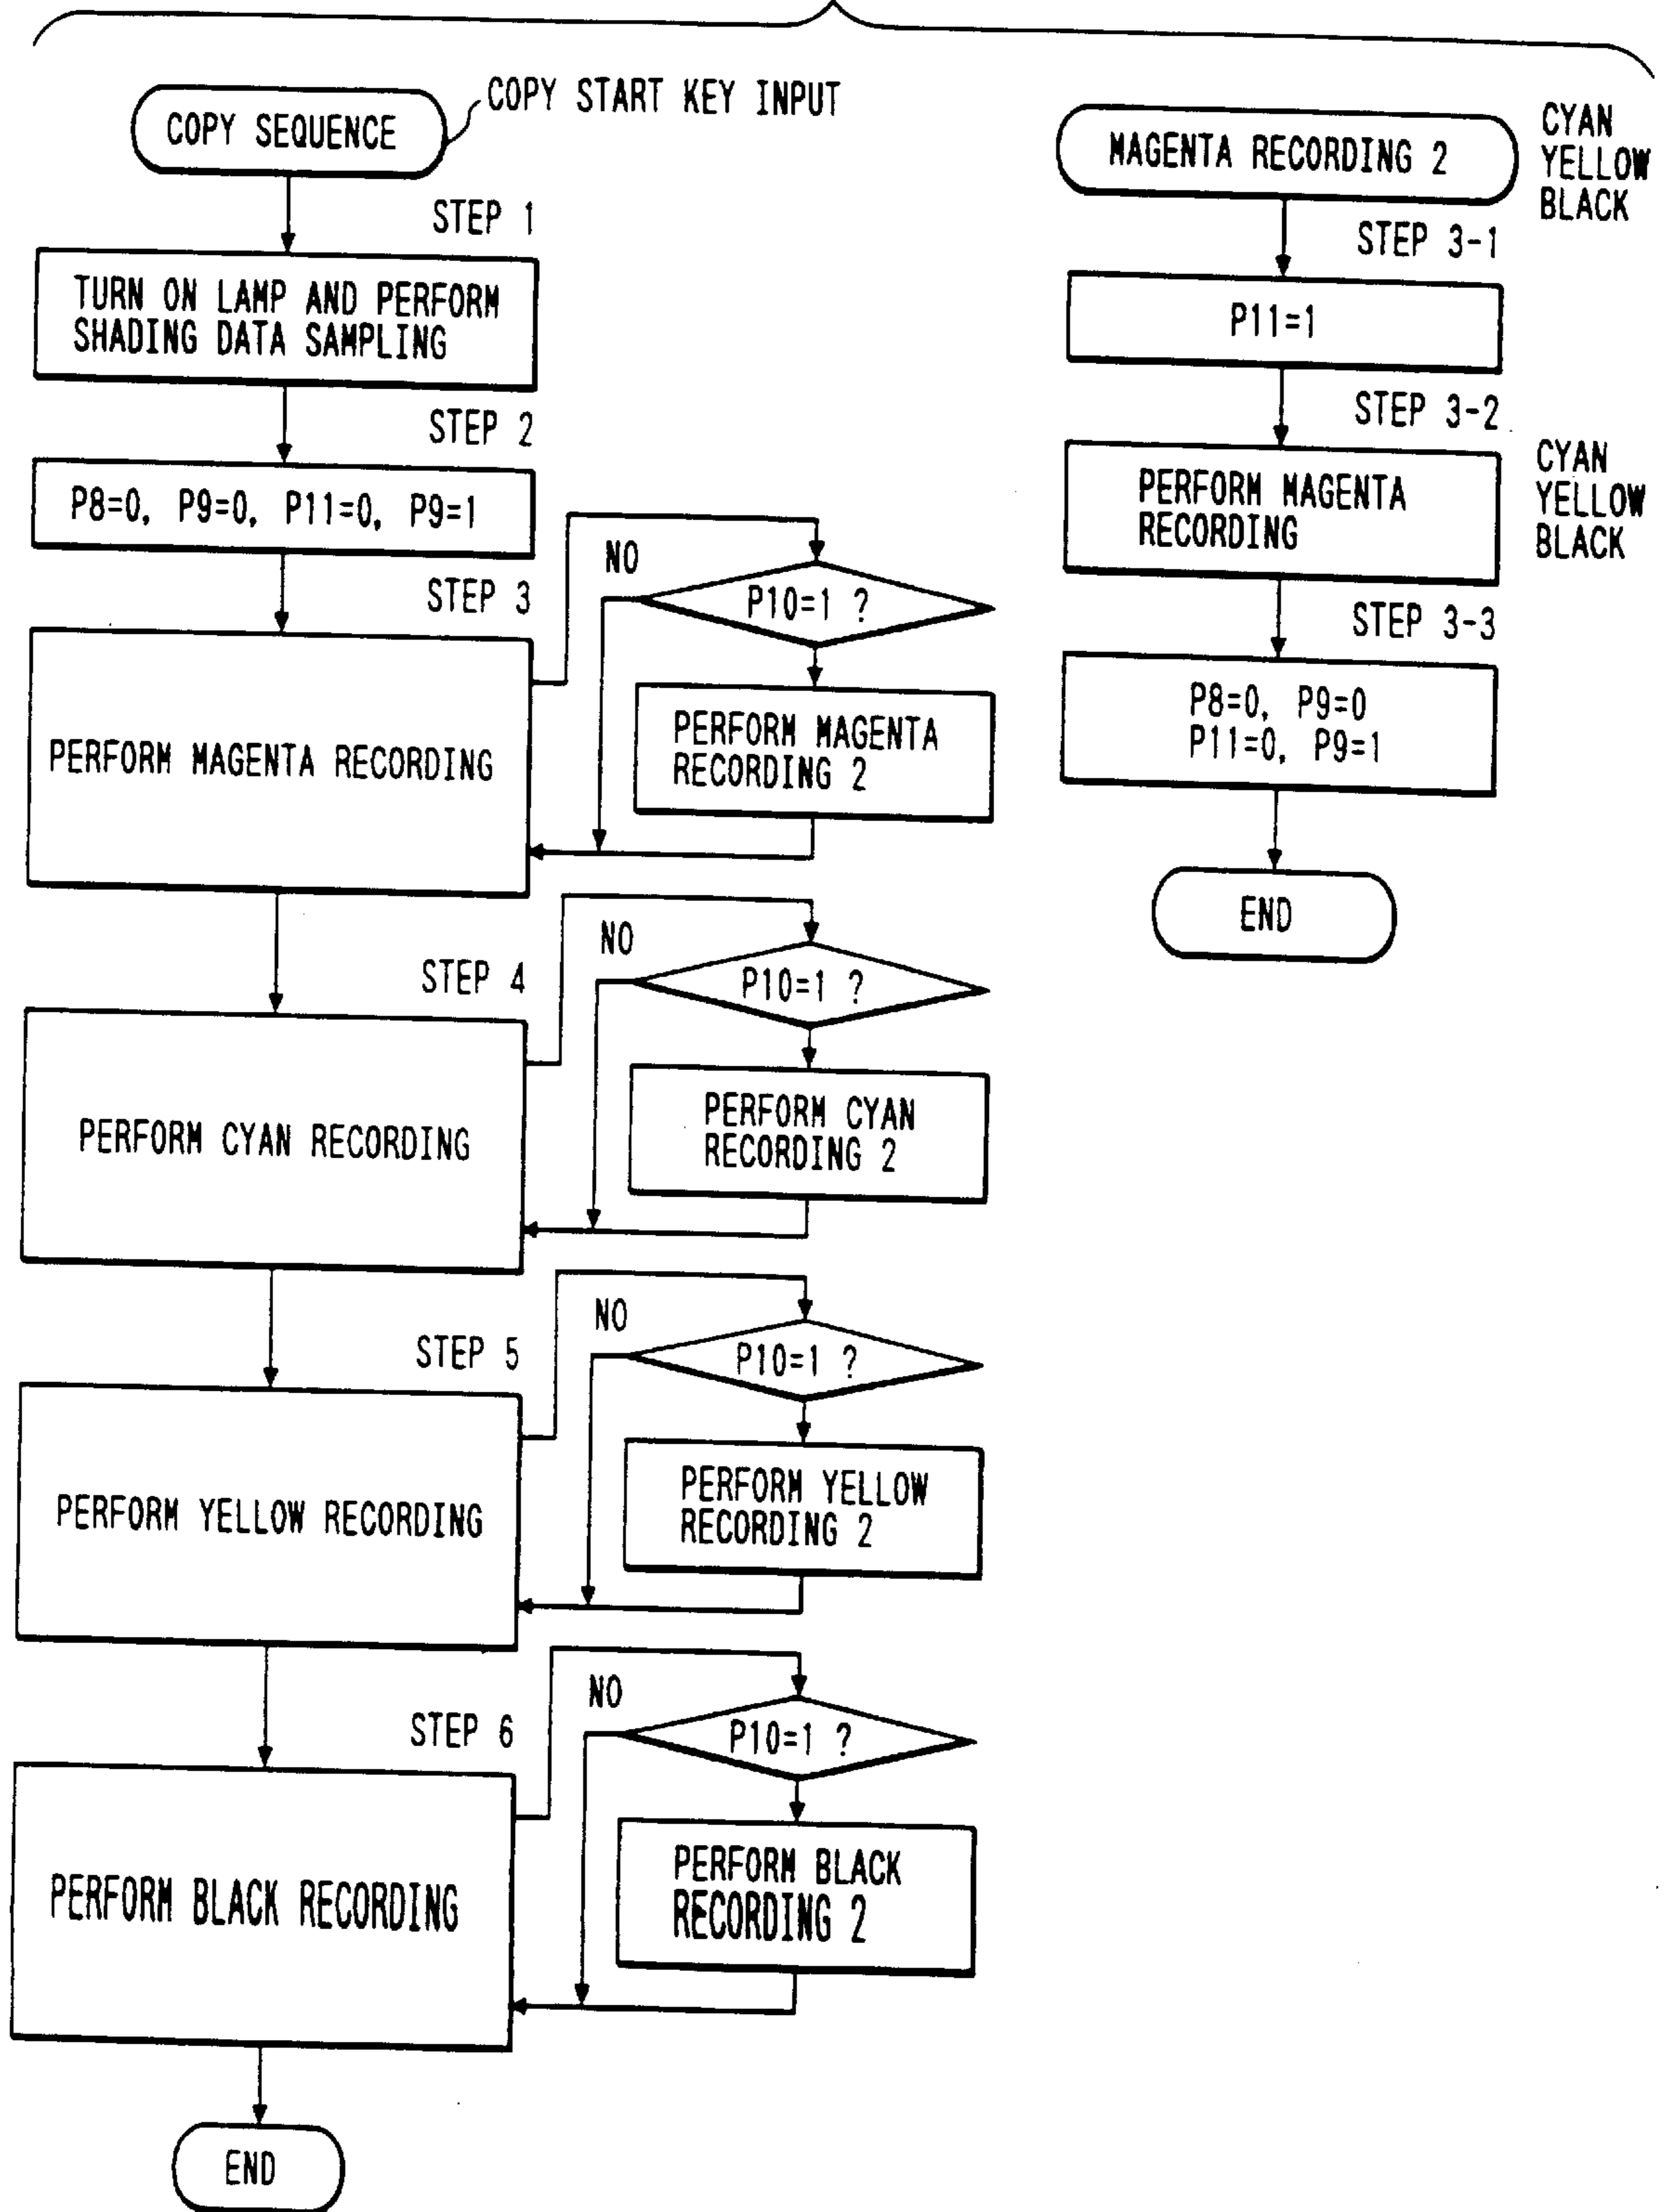 COPY SEQUENCE
COPY START KEY INPUT
STEP 1
TURN ON LAMP AND PERFORM
SHADING DATA SAMPLING
STEP 2
P8=0, P9=0, P11=0, P9=1
STEP 3
PERFORM MAGENTA RECORDING
NO
P10=1 ?
PERFORM MAGENTA
RECORDING 2
STEP 4
PERFORM CYAN RECORDING
NO
P10=1 ?
PERFORM CYAN
RECORDING 2
STEP 5
PERFORM YELLOW RECORDING
NO
P10=1 ?
PERFORM YELLOW
RECORDING 2
STEP 6
PERFORM BLACK RECORDING
NO
P10=1 ?
PERFORM BLACK
RECORDING 2
END
MAGENTA RECORDING 2
CYAN
YELLOW
BLACK
STEP 3-1
P11=1
STEP 3-2
PERFORM MAGENTA
RECORDING
CYAN
YELLOW
BLACK
STEP 3-3
P8=0, P9=0
P11=0, P9=1
END